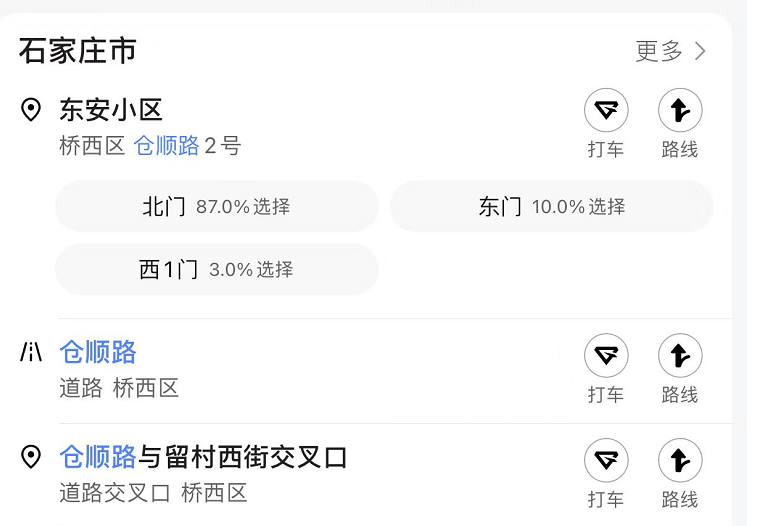 石家庄市 更多
东安小区
桥西区 仓顺路2号
打车 路线
北门 87.0%选择 东门 10.0%选择
西1门 3.0%选择
仓顺路
道路 桥西区
打车 路线
仓顺路与留村西街交叉口
道路交叉口 桥西区
打车 路线